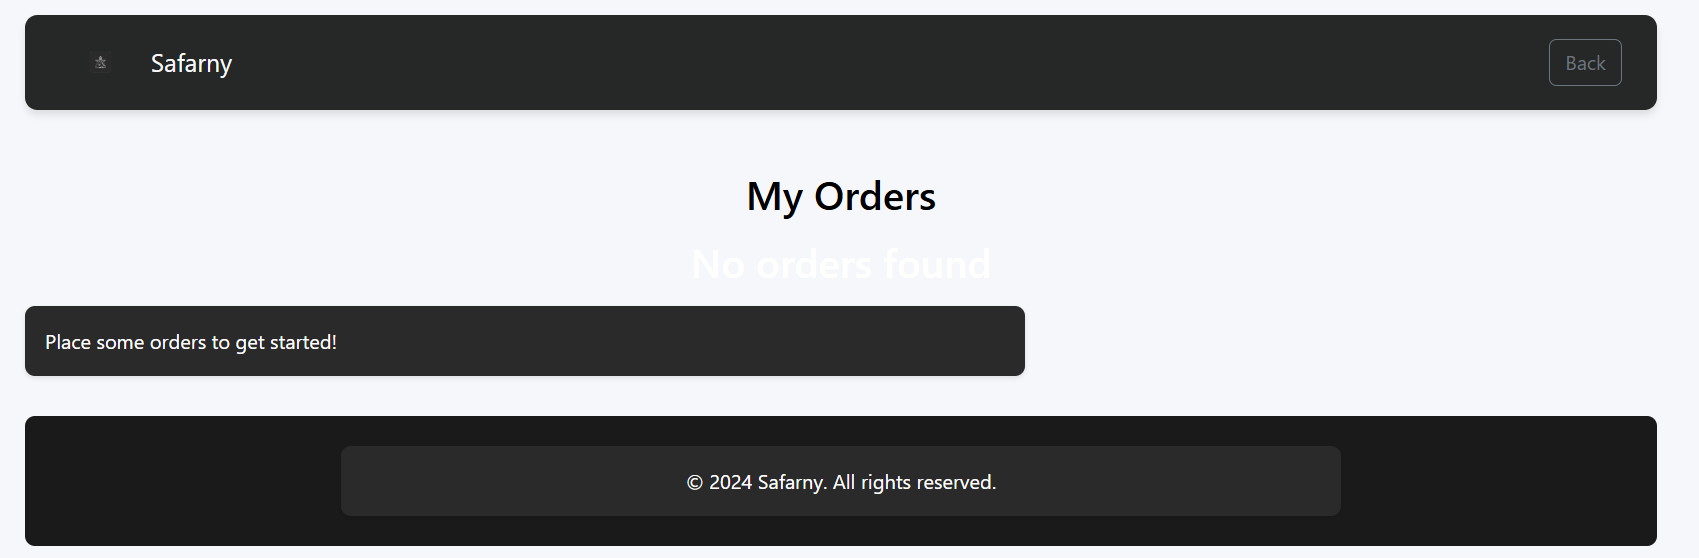 Safarny
Back
My Orders
No orders found
Place some orders to get started!
© 2024 Safarny. All rights reserved.